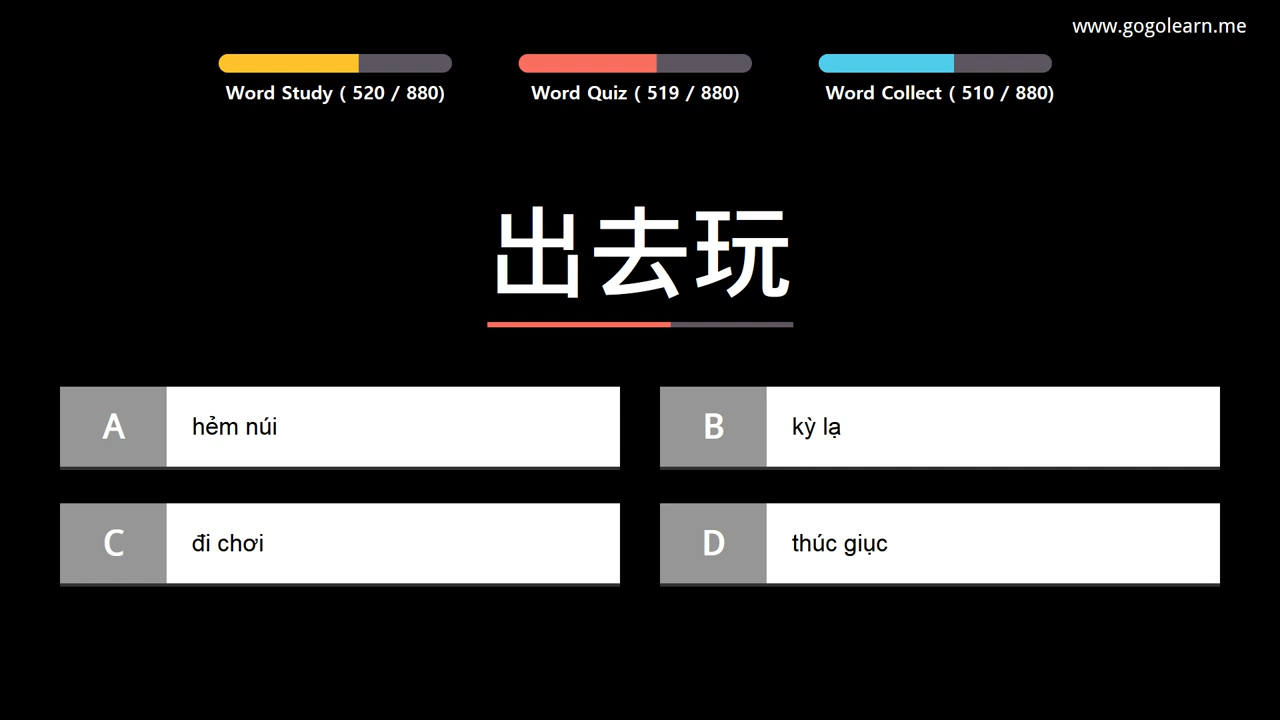 www.gogolearn.me
Word Study ( 520 / 880)
Word Quiz ( 519 / 880)
Word Collect ( 510 / 880)
出去玩
A hẻm núi
B kỳ lạ
C đi chơi
D thúc giục